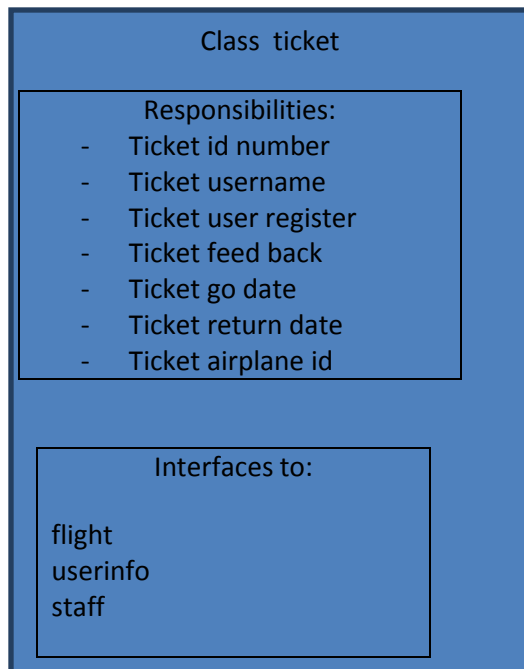 Class ticket
Responsibilities:
- Ticket id number
- Ticket username
- Ticket user register
- Ticket feed back
- Ticket go date
- Ticket return date
- Ticket airplane id
Interfaces to:
flight
userinfo
staff